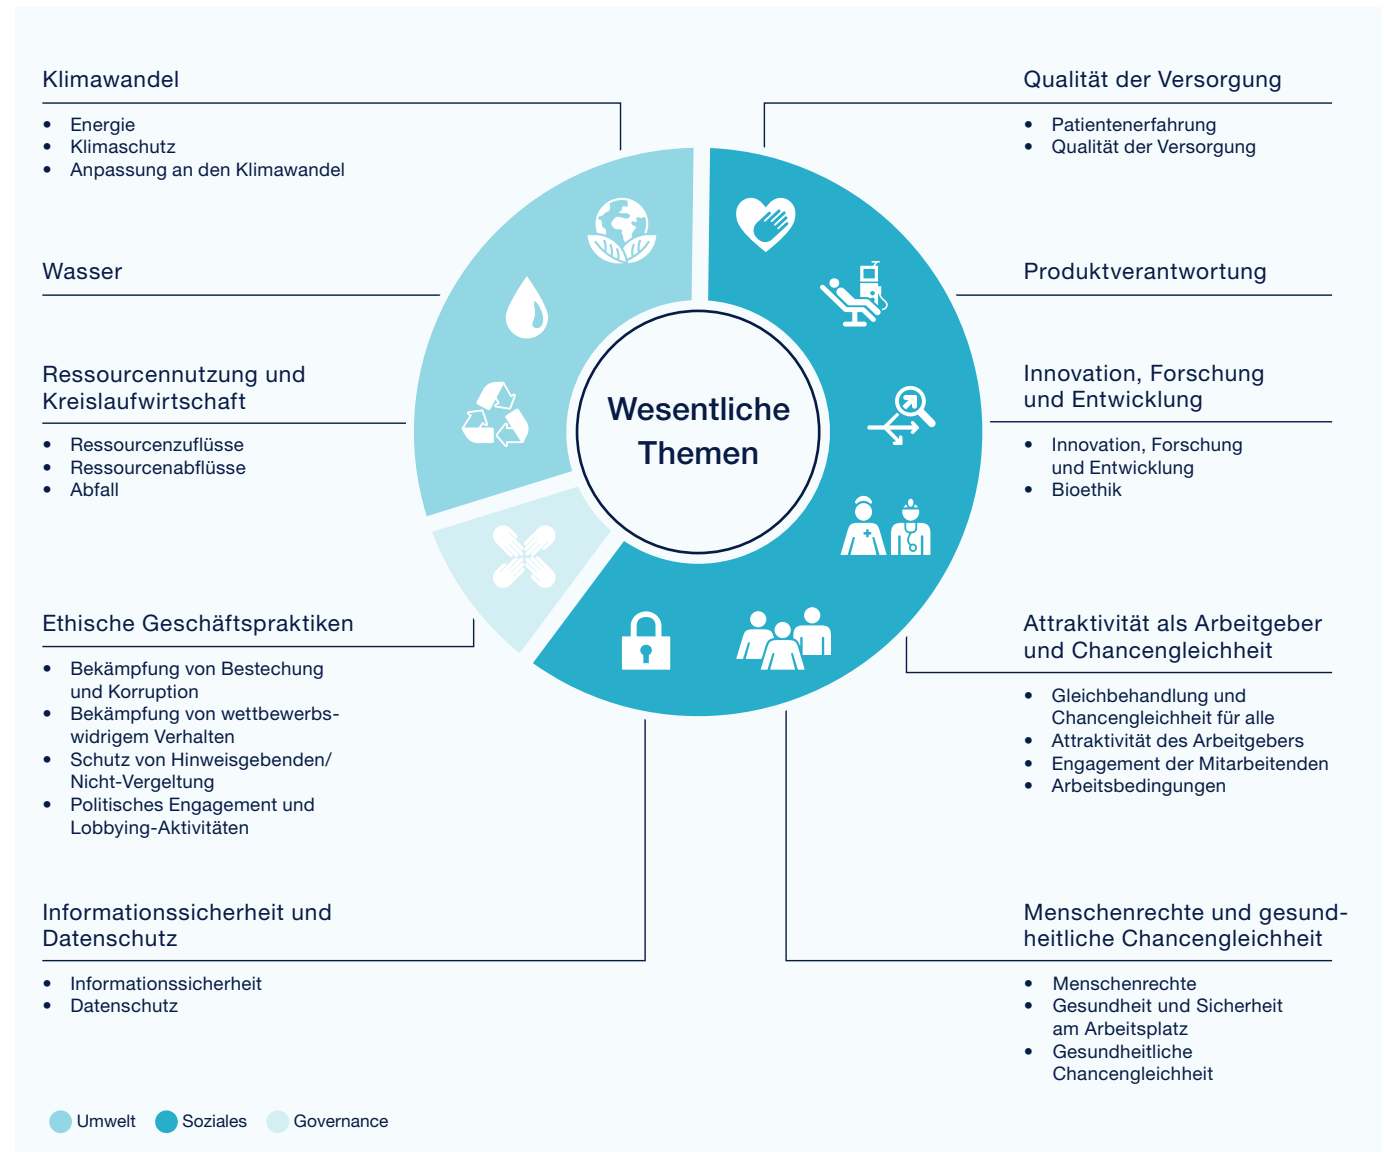 Klimawandel
• Energie
• Klimaschutz
• Anpassung an den Klimawandel
Wasser
Ressourcennutzung und
Kreislaufwirtschaft
• Ressourcenzuflüsse
• Ressourcenabflüsse
• Abfall
Ethische Geschäftspraktiken
• Bekämpfung von Bestechung
und Korruption
• Bekämpfung von wettbewerbs-
widrigem Verhalten
• Schutz von Hinweisgebenden/
Nicht-Vergeltung
• Politisches Engagement und
Lobbying-Aktivitäten
Informationssicherheit und
Datenschutz
• Informationssicherheit
• Datenschutz
Wesentliche
Themen
Qualität der Versorgung
• Patientenerfahrung
• Qualität der Versorgung
Produktverantwortung
Innovation, Forschung
und Entwicklung
• Innovation, Forschung
und Entwicklung
• Bioethik
Attraktivität als Arbeitgeber
und Chancengleichheit
• Gleichbehandlung und
Chancengleichheit für alle
• Attraktivität des Arbeitgebers
• Engagement der Mitarbeitenden
• Arbeitsbedingungen
Menschenrechte und gesund-
heitliche Chancengleichheit
• Menschenrechte
• Gesundheit und Sicherheit
am Arbeitsplatz
• Gesundheitliche
Chancengleichheit
Umwelt Soziales Governance